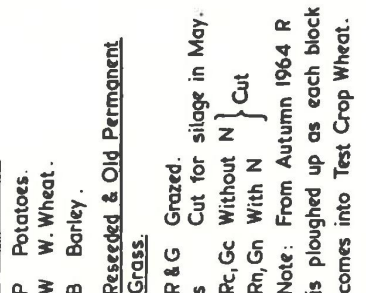 P Potatoes.
W W. Wheat.
B Barley.
Reseeded & Old Permanent
Grass.
R & G Grazed.
s Cut for silage in May.
Rc, Gc Without N } Cut
Rn, Gn With N
Note: From Autumn 1964 R
is ploughed up as each block
comes into Test Crop Wheat.